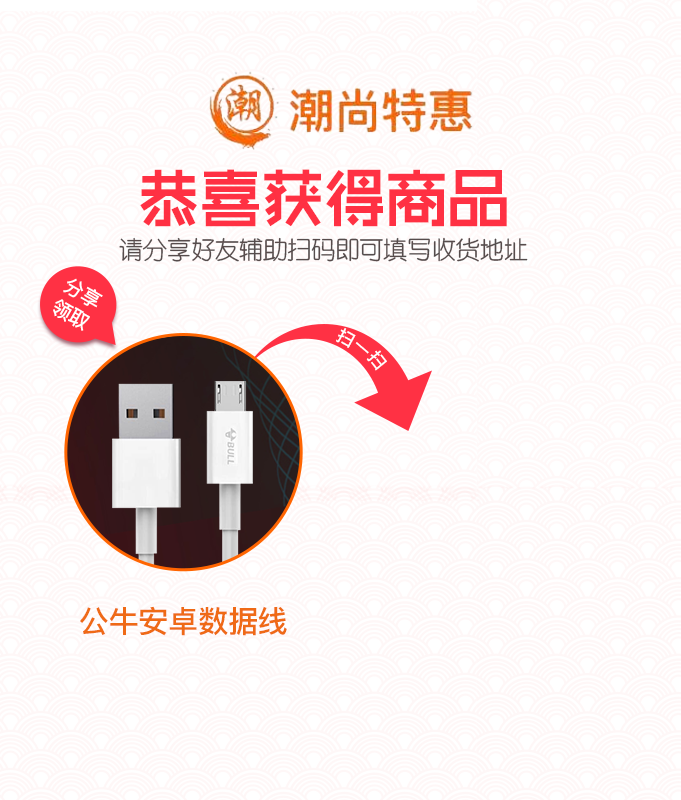 潮
潮尚特惠
恭喜获得商品
请分享好友辅助扫码即可填写收货地址
分享
领取
扫一扫
BULL
公牛安卓数据线